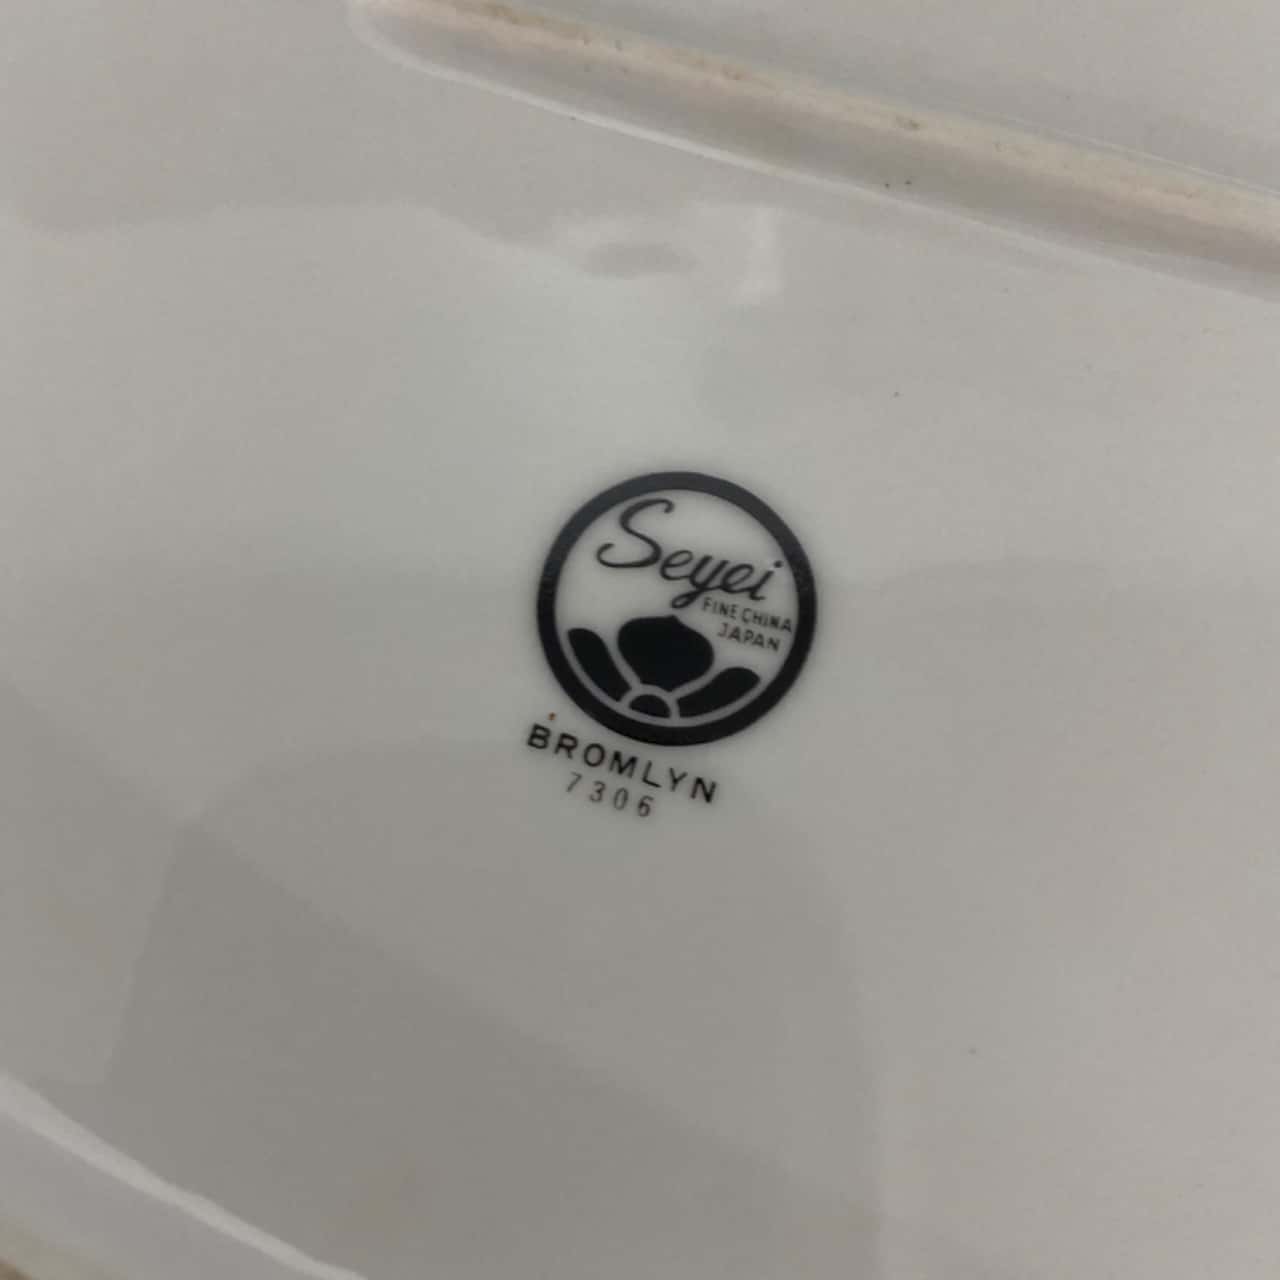 Seyei
FINE CHINA
JAPAN
BROMLYN
7306